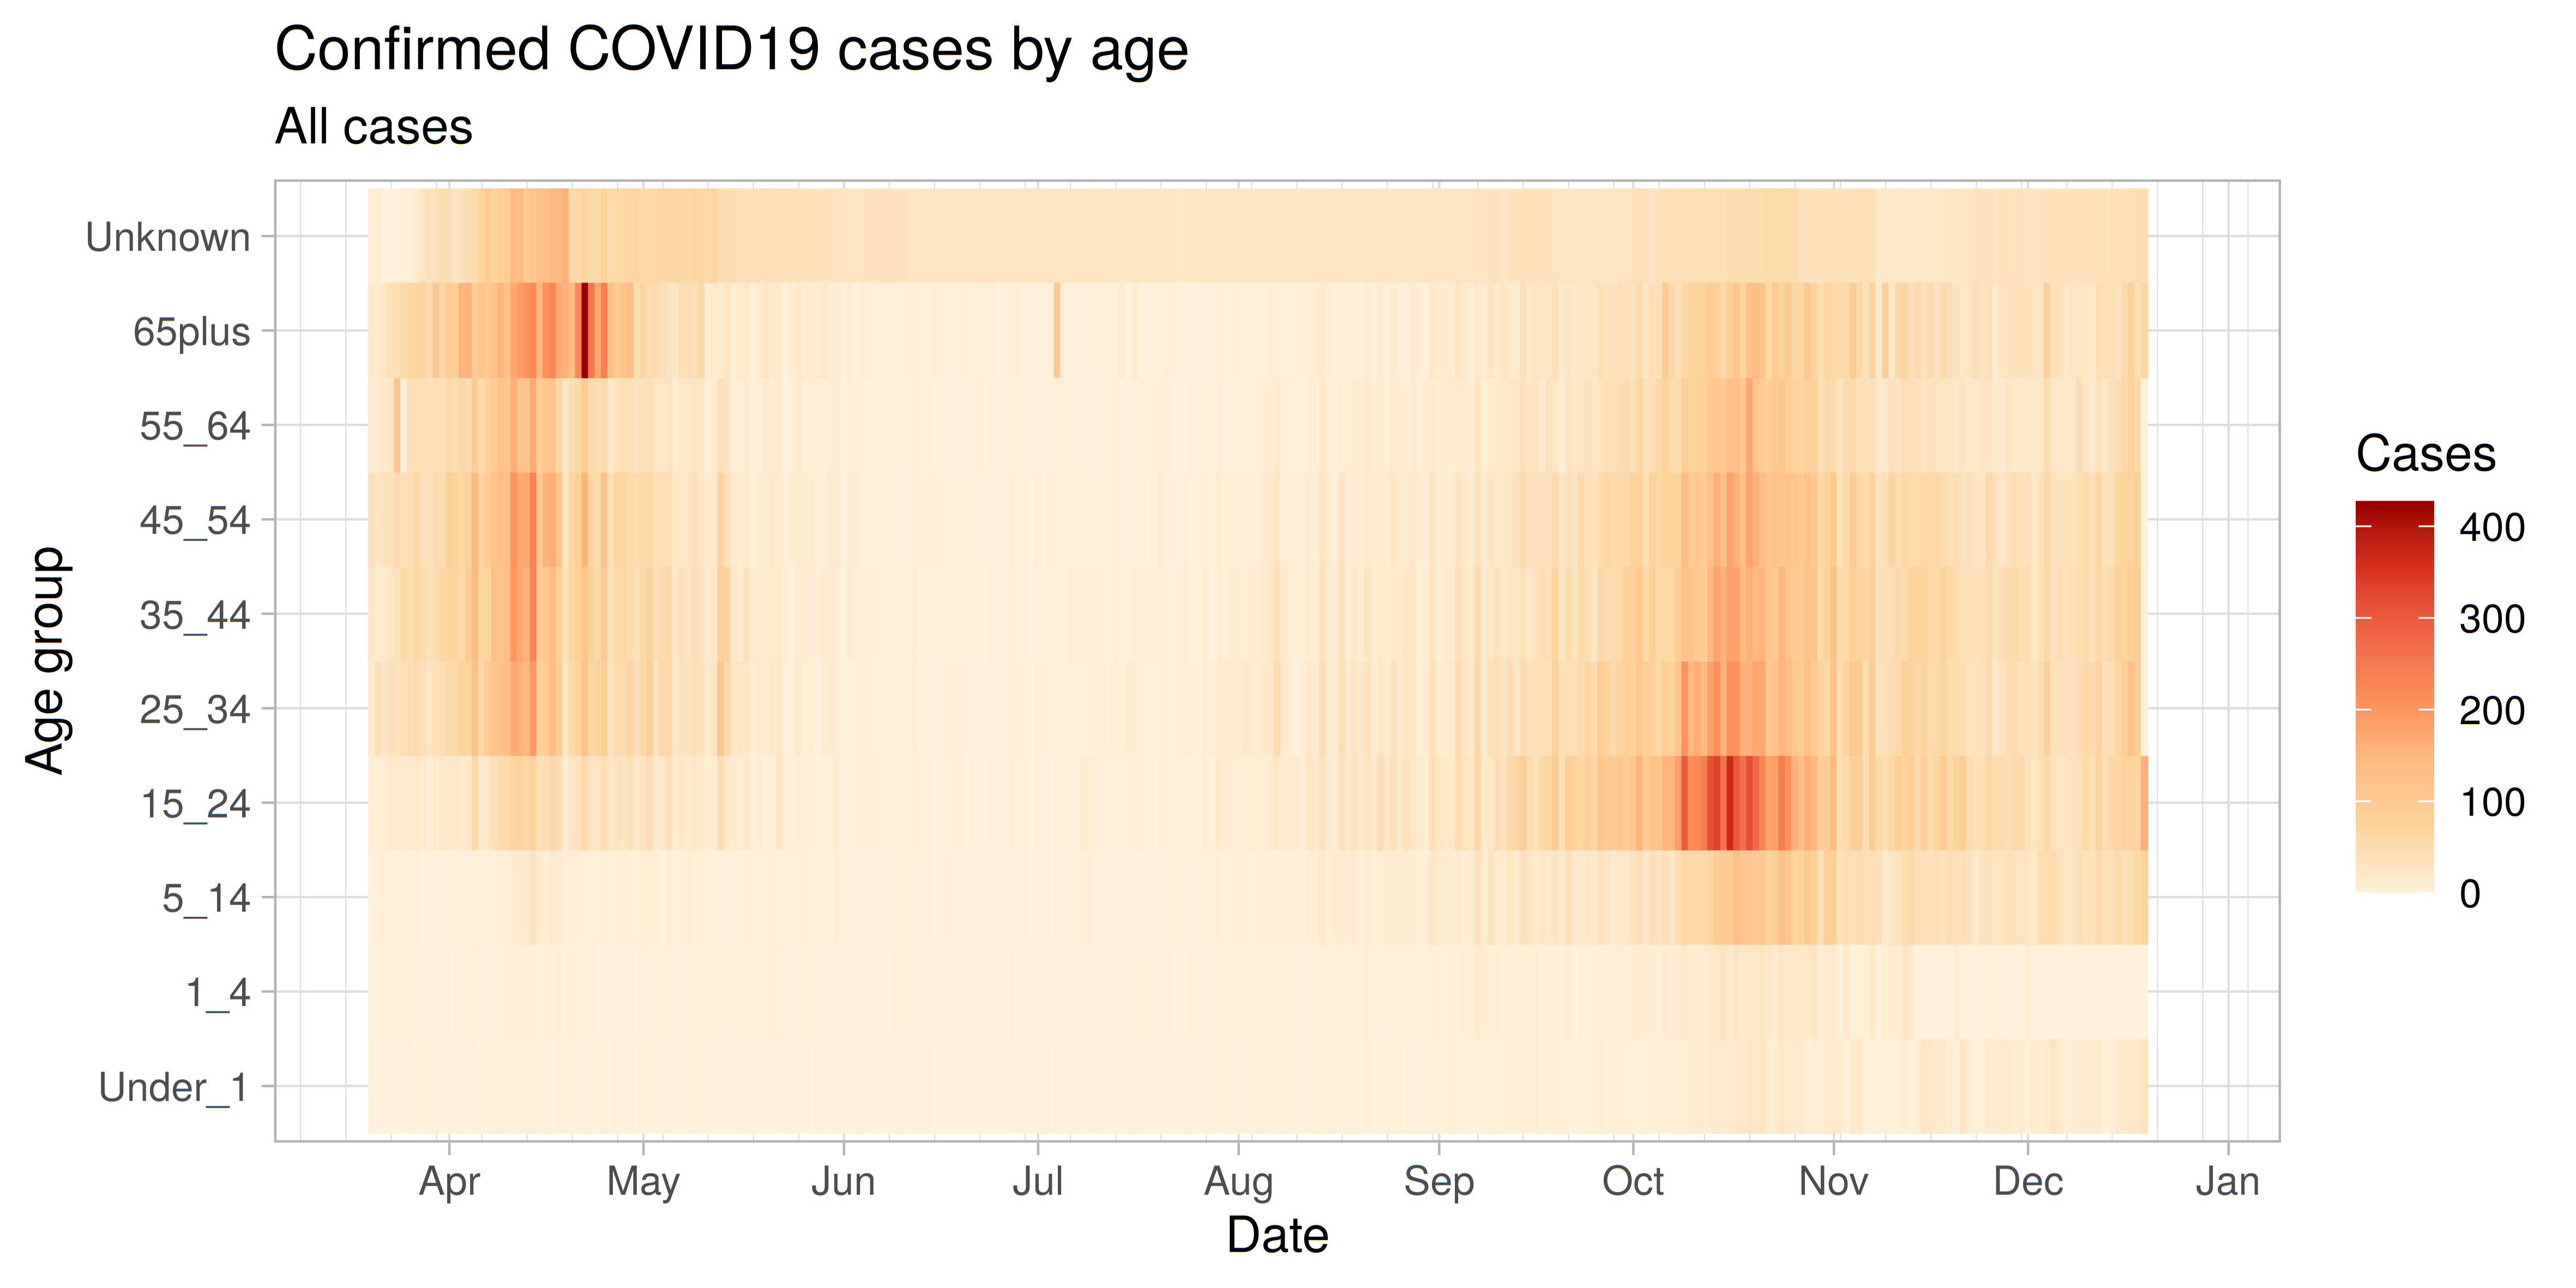 Confirmed COVID19 cases by age
All cases
Age group
Unknown
65plus
55_64
45_54
35_44
25_34
15_24
5_14
1_4
Under_1
Apr May Jun Jul Aug Sep Oct Nov Dec Jan
Date
Cases
400
300
200
100
0